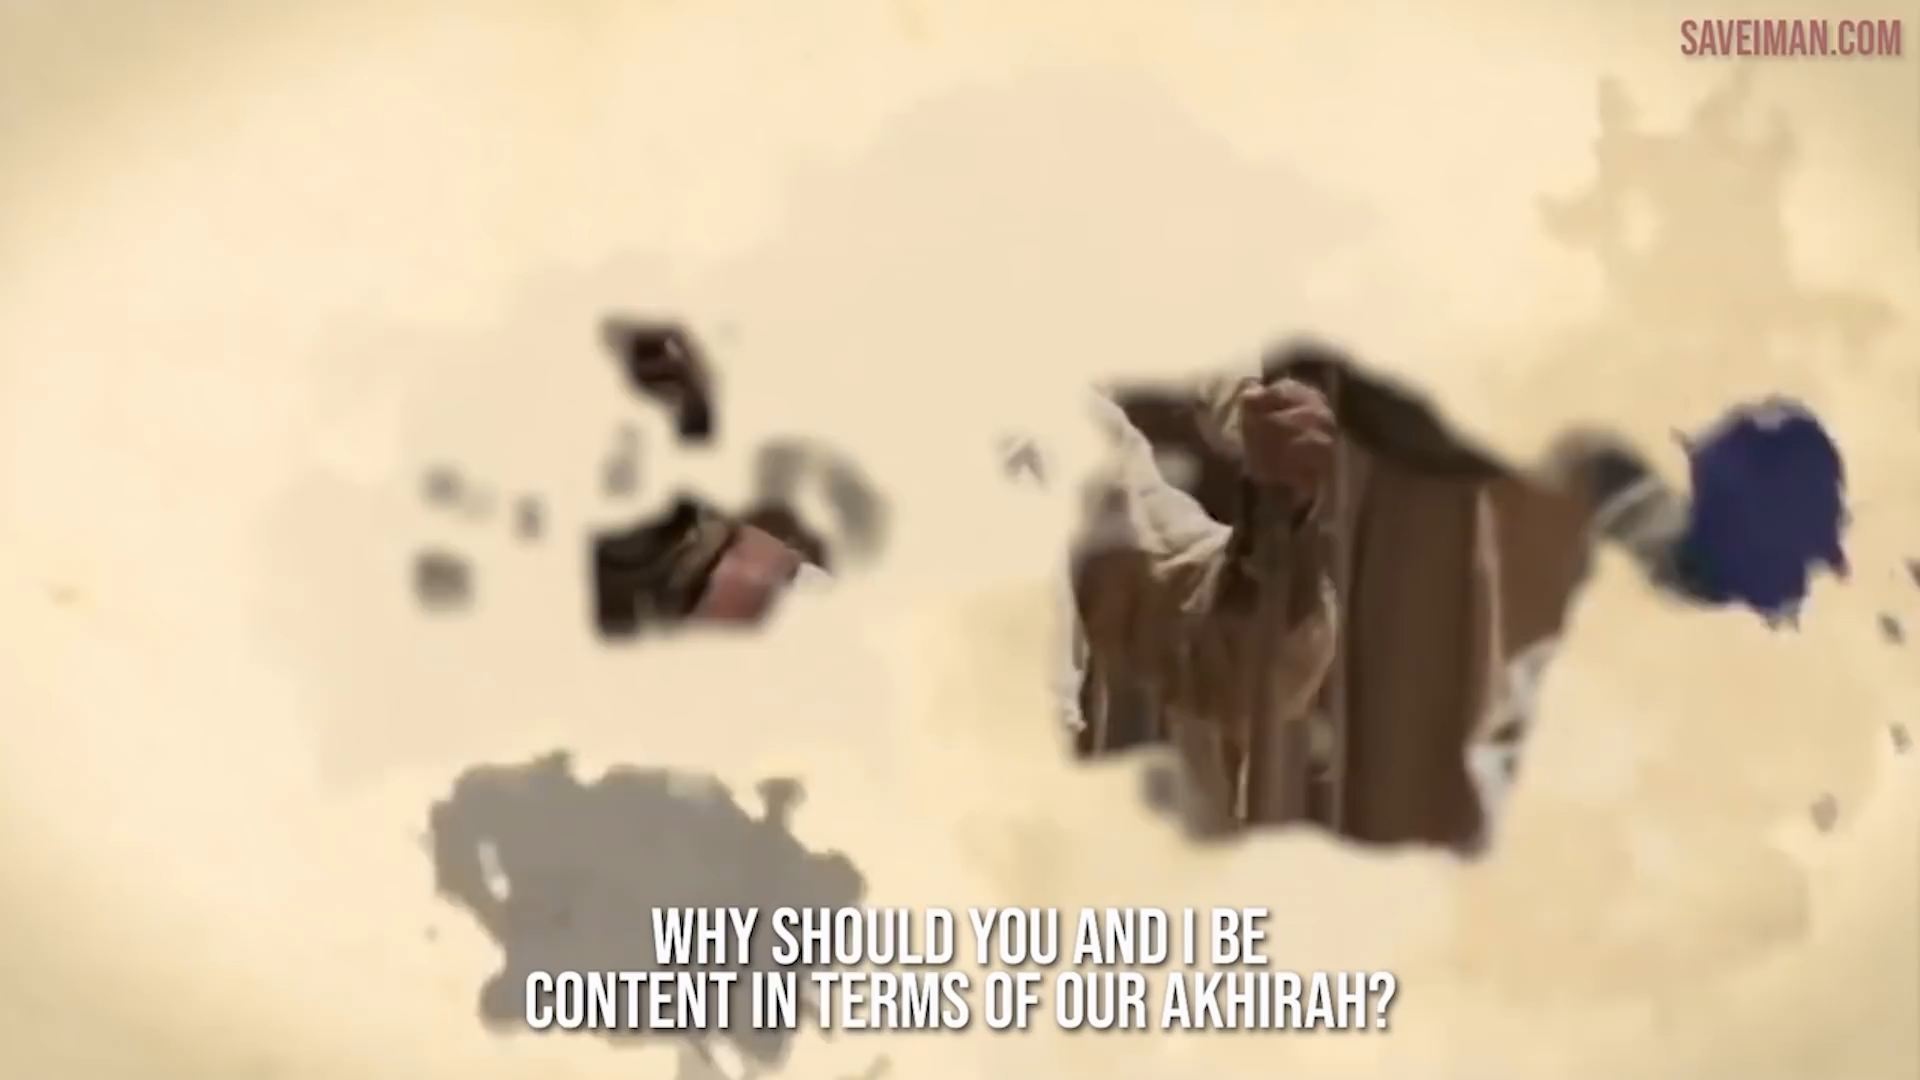 SAVEIMAN.COM
WHY SHOULD YOU AND I BE
CONTENT IN TERMS OF OUR AKHIRAH?